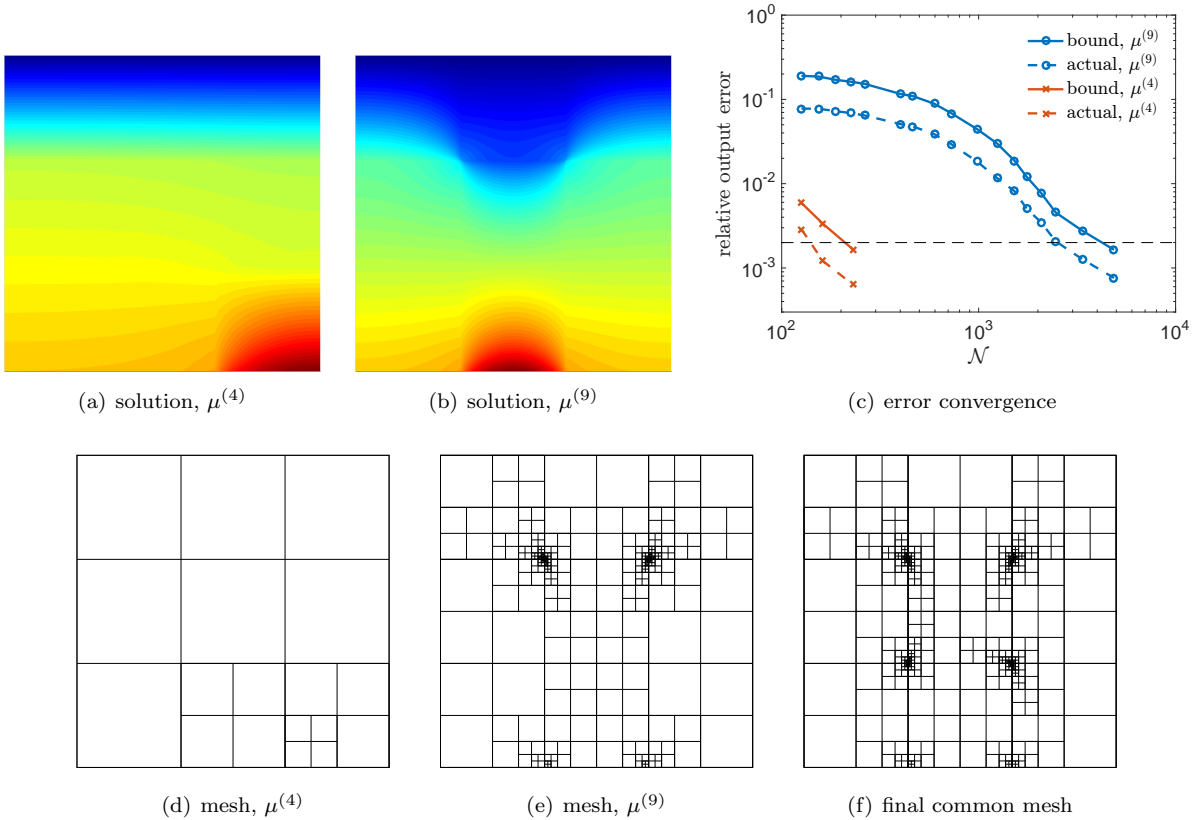 (a) solution, μ^(4)
(b) solution, μ^(9)
10^0
10^-1
10^-2
10^-3
relative output error
bound, μ^(9)
actual, μ^(9)
bound, μ^(4)
actual, μ^(4)
10^2
10^3
10^4
𝒩
(c) error convergence
(d) mesh, μ^(4)
(e) mesh, μ^(9)
(f) final common mesh